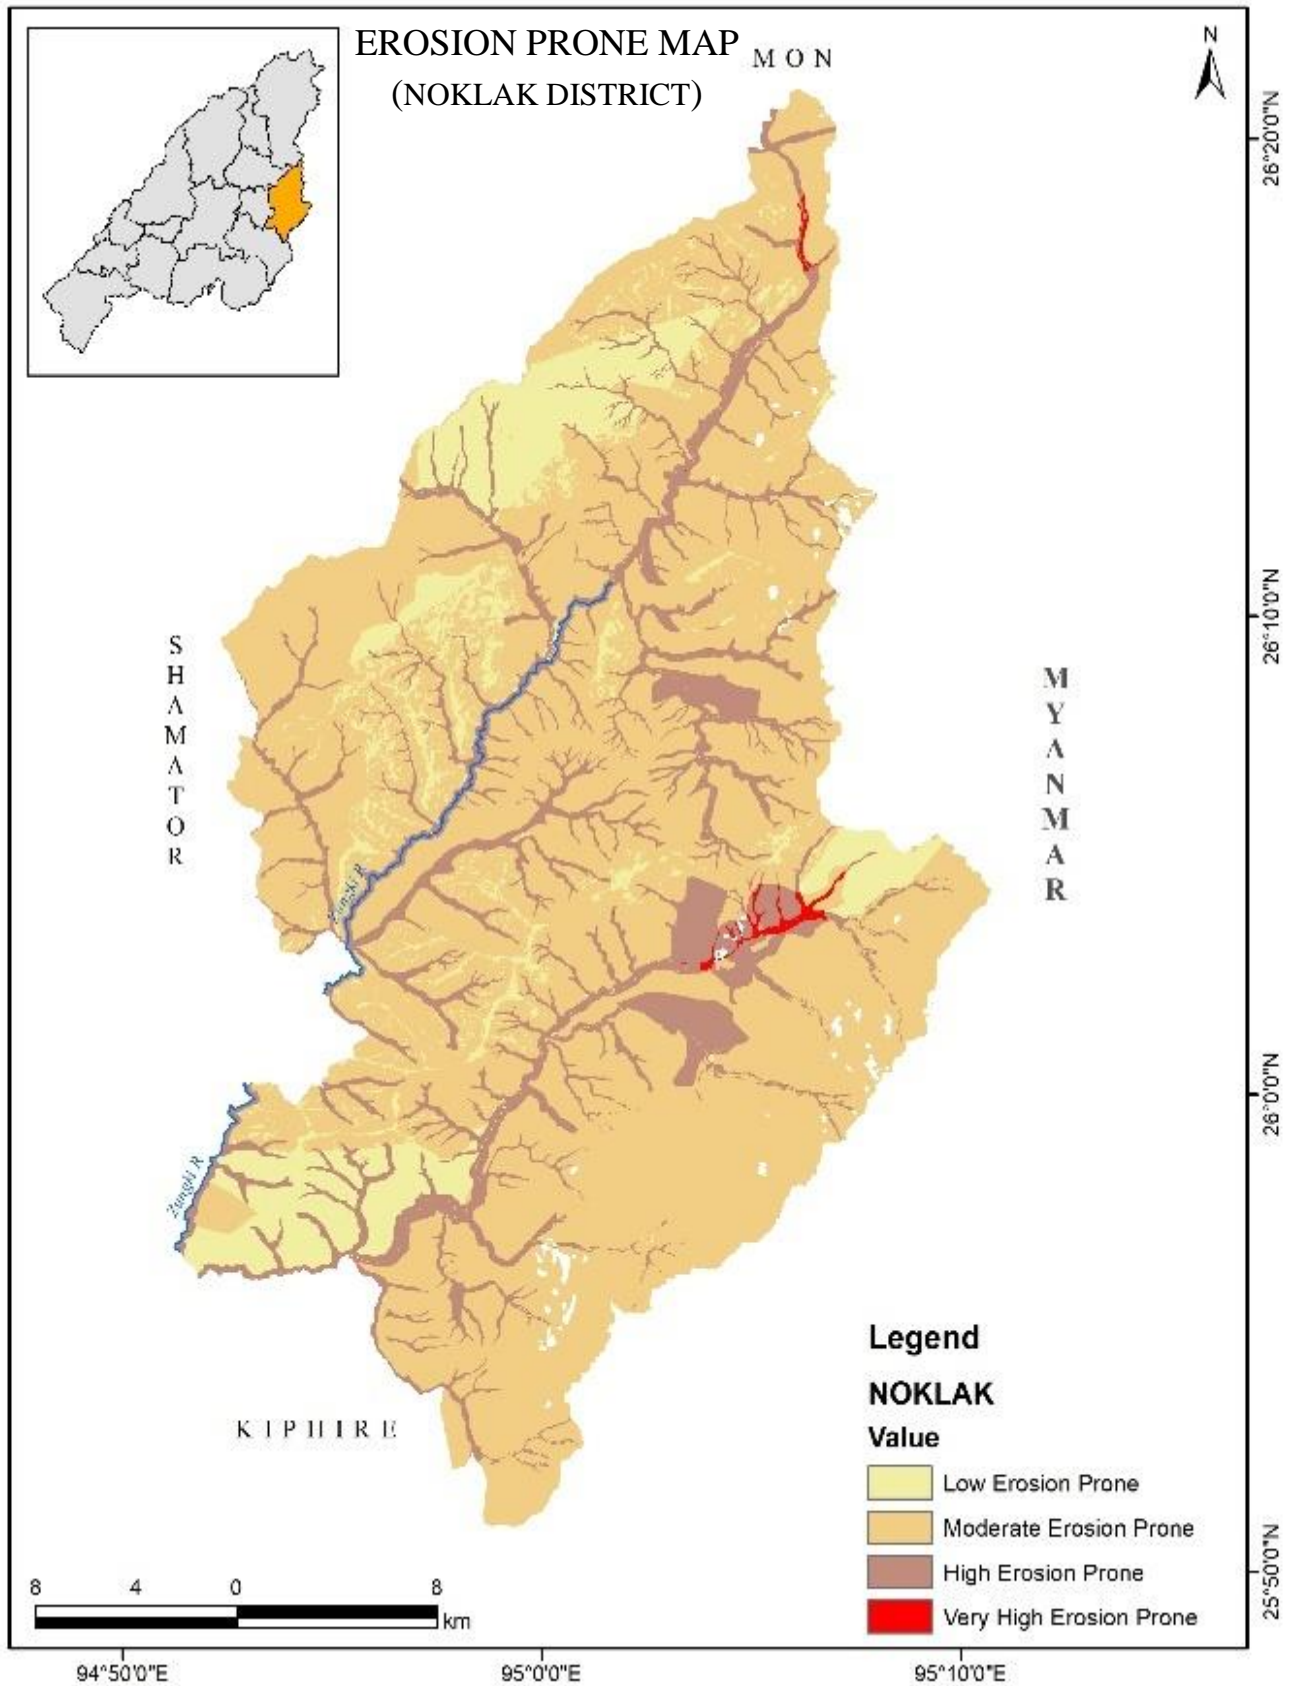 EROSION PRONE MAP
(NOKLAK DISTRICT)
MON
N
26°20'0"N
26°10'0"N
SHAMATOR
MYANMAR
Zungki R
26°0'0"N
Zungki R
KIPHIRE
Legend
NOKLAK
Value
Low Erosion Prone
Moderate Erosion Prone
High Erosion Prone
Very High Erosion Prone
25°50'0"N
8 4 0 8
km
94°50'0"E 95°0'0"E 95°10'0"E